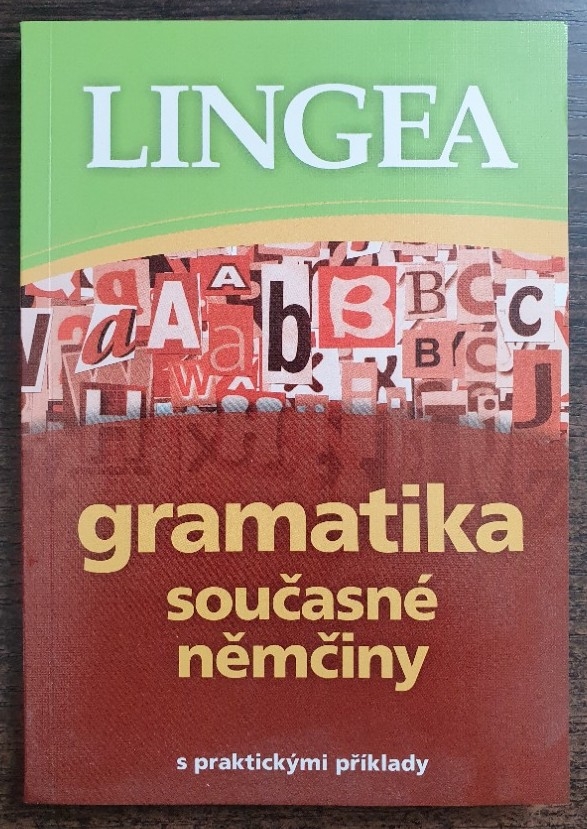 LINGEA
gramatika
současné
němčiny
s praktickými příklady